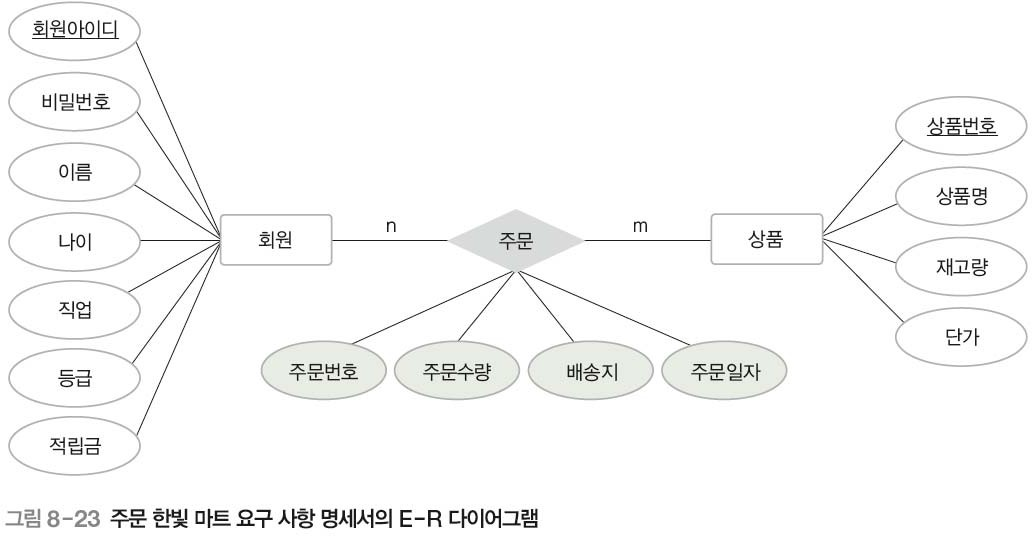 회원아이디
비밀번호
이름
나이
직업
등급
적립금
회원
n
주문
m
상품
주문번호
주문수량
배송지
주문일자
상품번호
상품명
재고량
단가
그림 8-23 주문 한빛 마트 요구 사항 명세서의 E-R 다이어그램